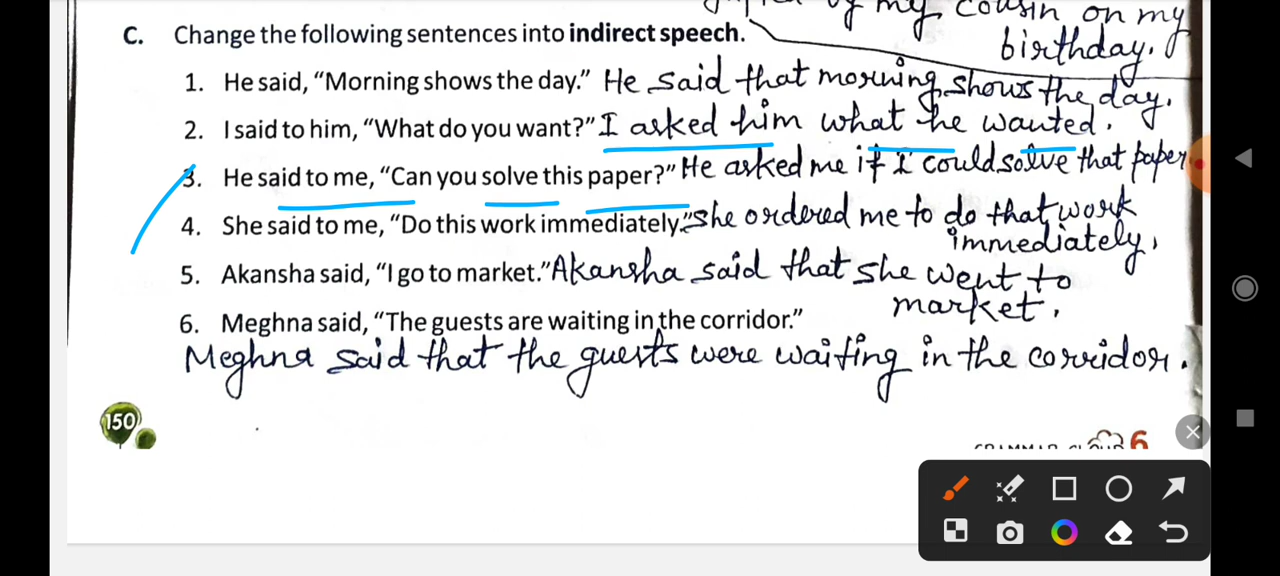 of my cousin on my
birthday.
C. Change the following sentences into indirect speech.
1. He said, “Morning shows the day.” He said that morning shows the day.
2. I said to him, “What do you want?” I asked him what he wanted.
3. He said to me, “Can you solve this paper?” He asked me if I could solve that paper
4. She said to me, “Do this work immediately.” She ordered me to do that work
immediately.
5. Akansha said, “I go to market.” Akansha said that she went to
market.
6. Meghna said, “The guests are waiting in the corridor.”
Meghna said that the guests were waiting in the corridor.
150
6